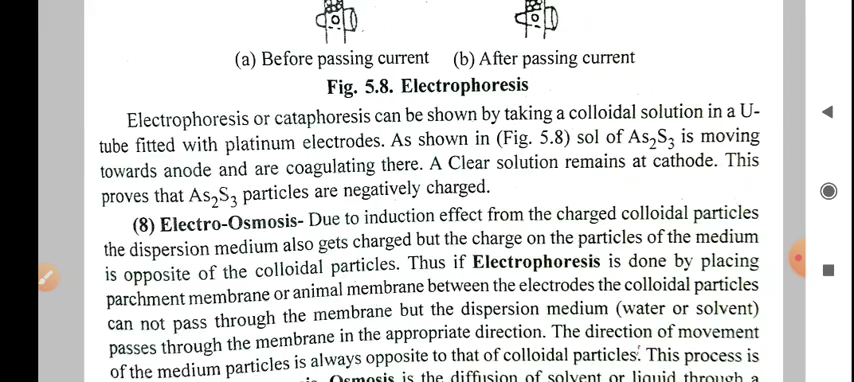 (a) Before passing current (b) After passing current
Fig. 5.8. Electrophoresis
Electrophoresis or cataphoresis can be shown by taking a colloidal solution in a U-
tube fitted with platinum electrodes. As shown in (Fig. 5.8) sol of As₂S₃ is moving
towards anode and are coagulating there. A Clear solution remains at cathode. This
proves that As₂S₃ particles are negatively charged.
(8) Electro-Osmosis- Due to induction effect from the charged colloidal particles
the dispersion medium also gets charged but the charge on the particles of the medium
is opposite of the colloidal particles. Thus if Electrophoresis is done by placing
parchment membrane or animal membrane between the electrodes the colloidal particles
can not pass through the membrane but the dispersion medium (water or solvent)
passes through the membrane in the appropriate direction. The direction of movement
of the medium particles is always opposite to that of colloidal particles. This process is
Osmosis is the diffusion of solvent or liquid through a